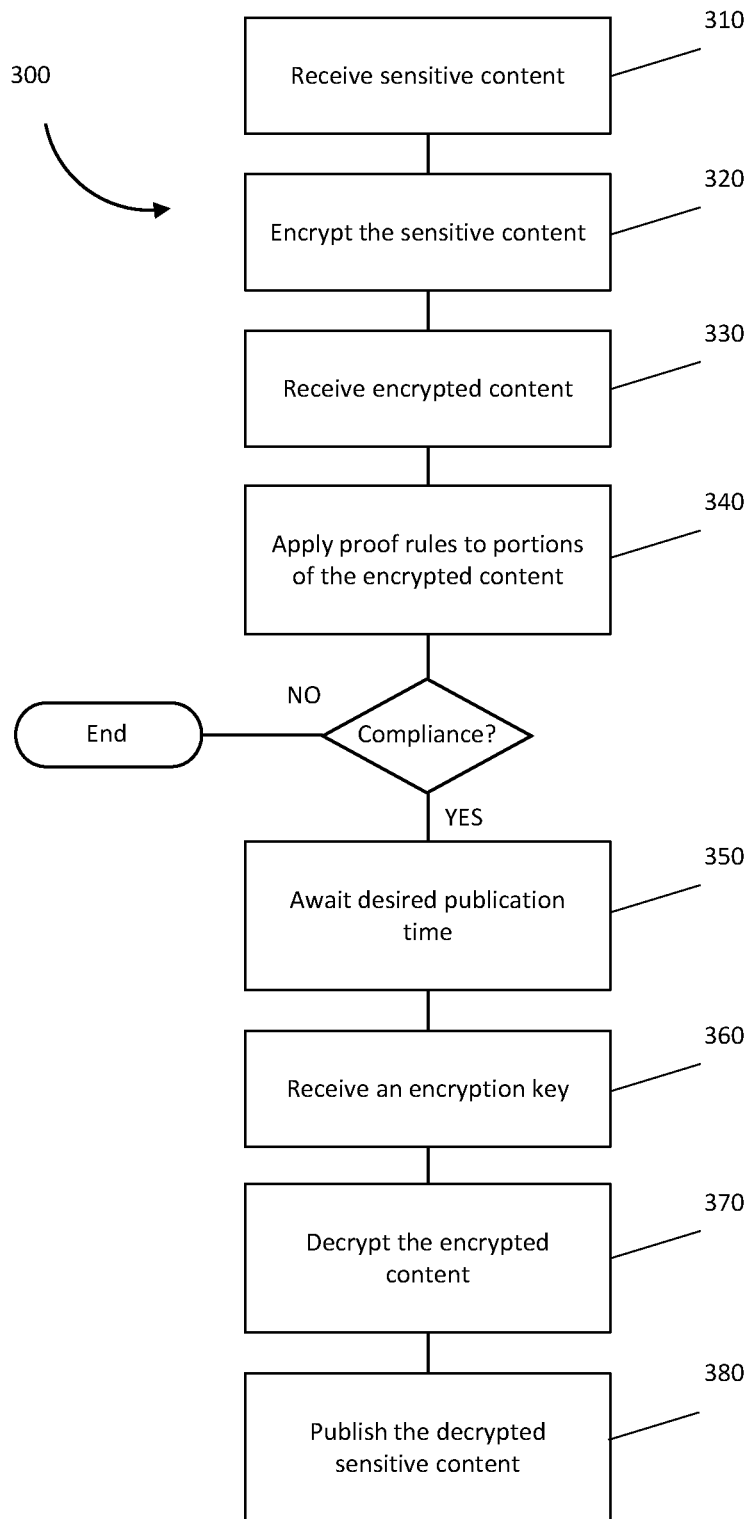 310
Receive sensitive content
300
320
Encrypt the sensitive content
330
Receive encrypted content
340
Apply proof rules to portions
of the encrypted content
NO
End
Compliance?
YES
350
Await desired publication
time
360
Receive an encryption key
370
Decrypt the encrypted
content
380
Publish the decrypted
sensitive content